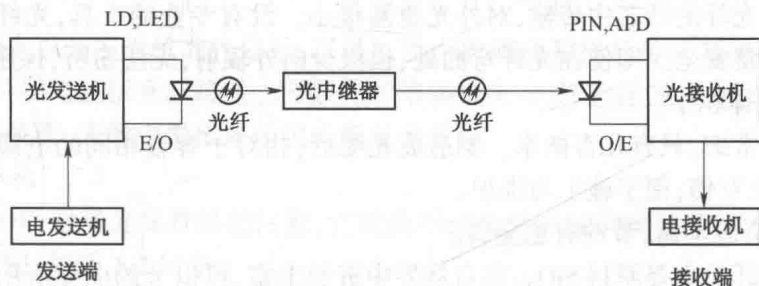 LD,LED
PIN,APD
光发送机
光中继器
光接收机
光纤
光纤
E/O
O/E
电发送机
电接收机
发送端
接收端